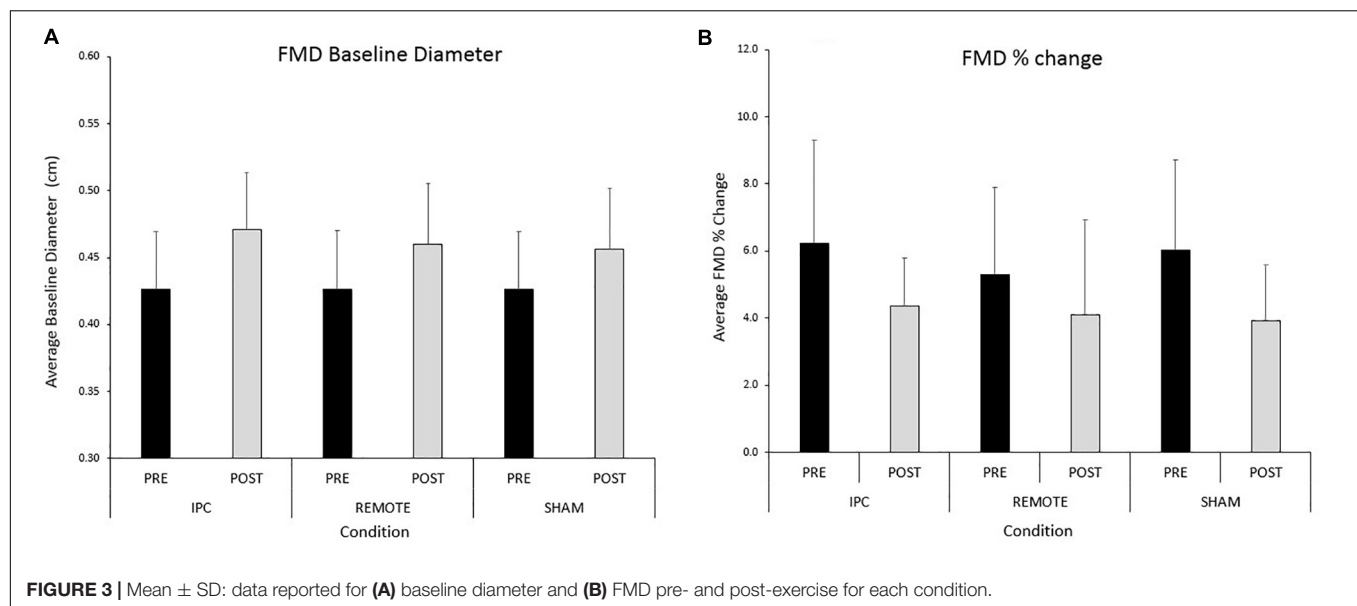 A
FMD Baseline Diameter
0.60
0.55
0.50
0.45
0.40
0.35
0.30
Average Baseline Diameter (cm)
PRE POST PRE POST PRE POST
IPC REMOTE SHAM
Condition
B
FMD % change
12.0
10.0
8.0
6.0
4.0
2.0
0.0
Average FMD % Change
PRE POST PRE POST PRE POST
IPC REMOTE SHAM
Condition
FIGURE 3 | Mean ± SD: data reported for (A) baseline diameter and (B) FMD pre- and post-exercise for each condition.